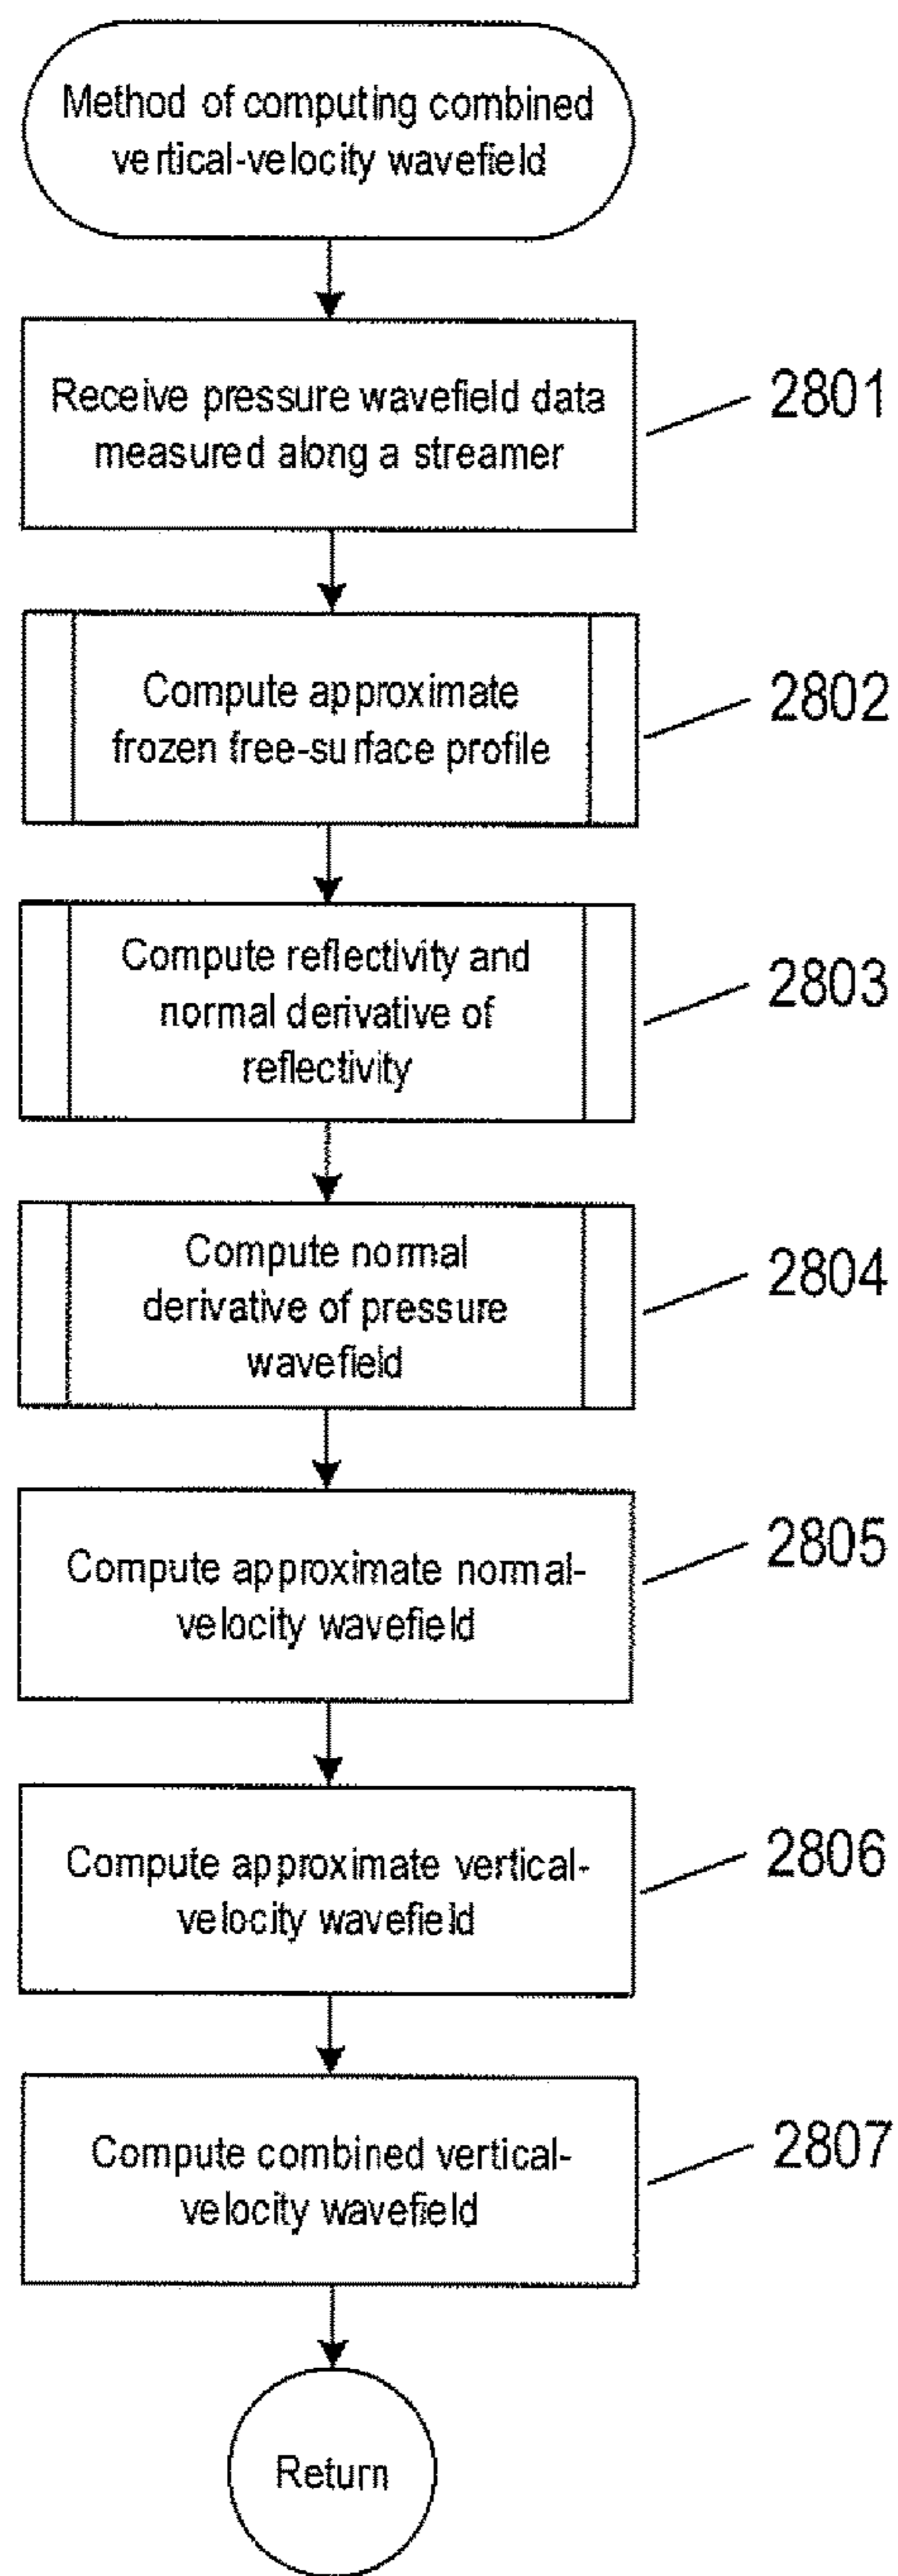 Method of computing combined
vertical-velocity wavefield
Receive pressure wavefield data
measured along a streamer
2801
Compute approximate
frozen free-surface profile
2802
Compute reflectivity and
normal derivative of
reflectivity
2803
Compute normal
derivative of pressure
wavefield
2804
Compute approximate normal-
velocity wavefield
2805
Compute approximate vertical-
velocity wavefield
2806
Compute combined vertical-
velocity wavefield
2807
Return